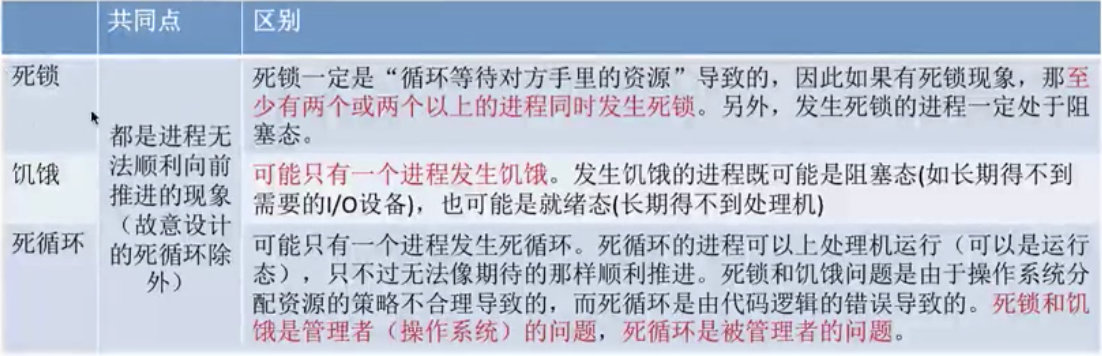 共同点
区别
死锁
死锁一定是“循环等待对方手里的资源”导致的，因此如果有死锁现象，那至
少有两个或两个以上的进程同时发生死锁。另外，发生死锁的进程一定处于阻
塞态。
都是进程无
法顺利向前
推进的现象
（故意设计
的死循环除
外）
饥饿
可能只有一个进程发生饥饿。发生饥饿的进程既可能是阻塞态(如长期得不到
需要的I/O设备)，也可能是就绪态(长期得不到处理机)
死循环
可能只有一个进程发生死循环。死循环的进程可以上处理机运行（可以是运行
态），只不过无法像期待的那样顺利推进。死锁和饥饿问题是由于操作系统分
配资源的策略不合理导致的，而死循环是由代码逻辑的错误导致的。死锁和饥
饿是管理者（操作系统）的问题，死循环是被管理者的问题。